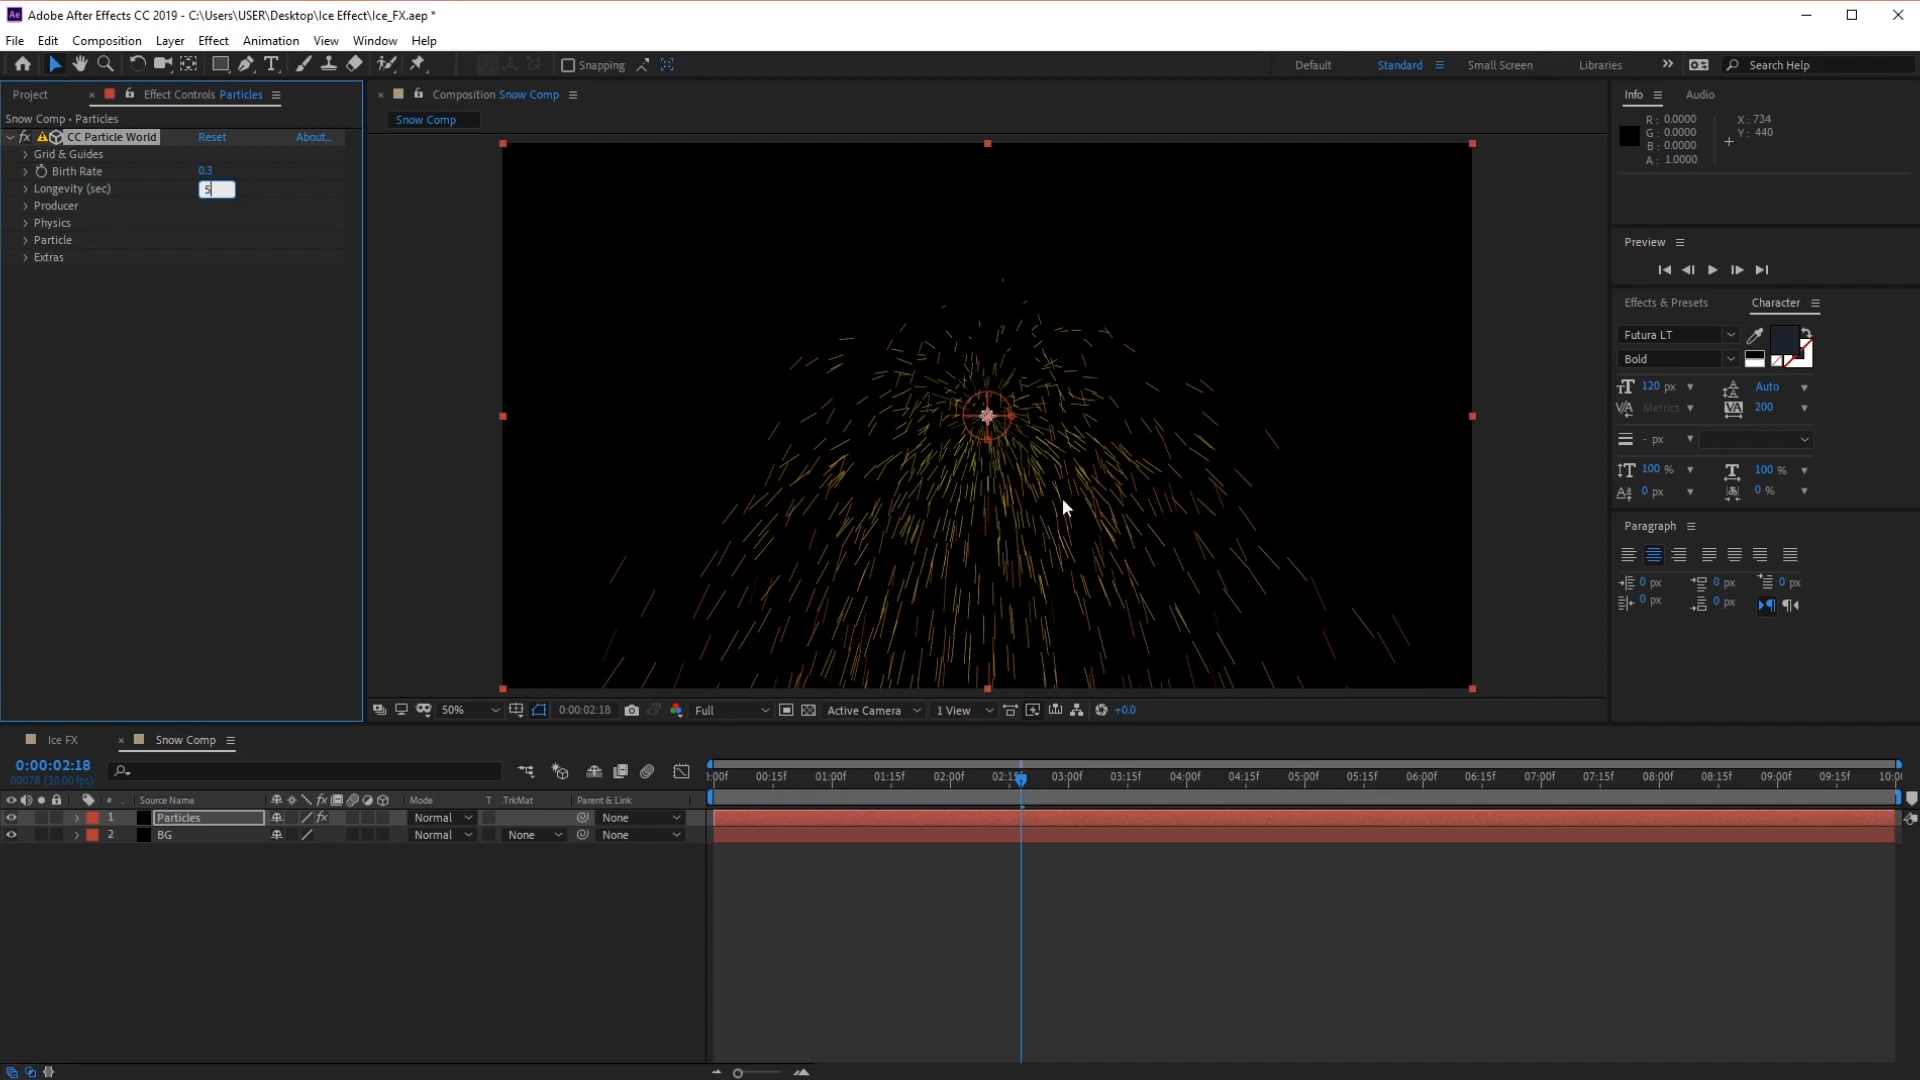 Adobe After Effects CC 2019 - C:\Users\USER\Desktop\Ice Effect\Ice_FX.aep *
File Edit Composition Layer Effect Animation View Window Help
Snapping Default Standard Small Screen Libraries Search Help
Project Effect Controls Particles Composition Snow Comp Info Audio
Snow Comp • Particles Snow Comp
fx CC Particle World Reset About...
Grid & Guides
Birth Rate 0.3
Longevity (sec) 5
Producer
Physics
Particle
Extras
R: 0.0000 X: 734
G: 0.0000 Y: 440
B: 0.0000
A: 1.0000
Preview
Effects & Presets Character
Futura LT
Bold
120 px Auto
Metrics 200
- px
100 % 100 %
0 px 0 %
Paragraph
0 px 0 px 0 px
0 px 0 px
50% 0:00:02:18 Full Active Camera 1 View +0.0
Ice FX Snow Comp
0:00:02:18
00078 (30.00 fps)
:00f 00:15f 01:00f 01:15f 02:00f 02:15f 03:00f 03:15f 04:00f 04:15f 05:00f 05:15f 06:00f 06:15f 07:00f 07:15f 08:00f 08:15f 09:00f 09:15f 10:0
# Source Name fx Mode T .TrkMat Parent & Link
1 Particles fx Normal None
2 BG Normal None None